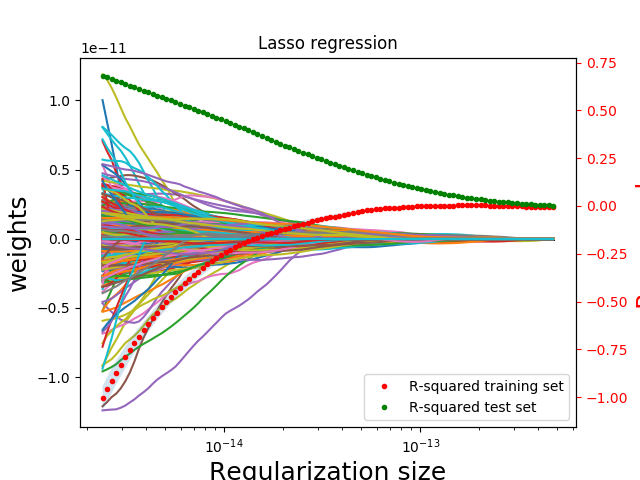 Lasso regression
1e−11
1.0
0.5
0.0
−0.5
−1.0
weights
0.75
0.50
0.25
0.00
−0.25
−0.50
−0.75
−1.00
R-squared training set
R-squared test set
10⁻¹⁴
10⁻¹³
Regularization size